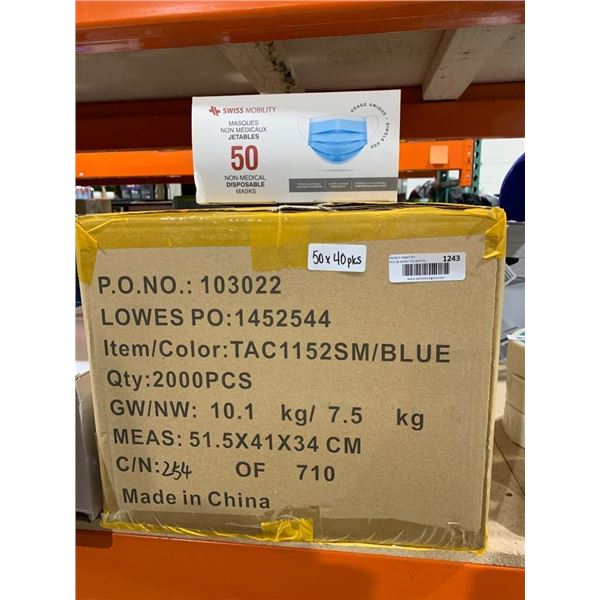 SWISS MOBILITY
MASQUES
NON MÉDICAUX
JETABLES
50
NON-MEDICAL
DISPOSABLE
MASKS
USAGE UNIQUE • SINGLE USE
50 x 40 pks
1243
P.O.NO.: 103022
LOWES PO:1452544
Item/Color:TAC1152SM/BLUE
Qty:2000PCS
GW/NW: 10.1 kg/ 7.5 kg
MEAS: 51.5X41X34 CM
C/N:254 OF 710
Made in China